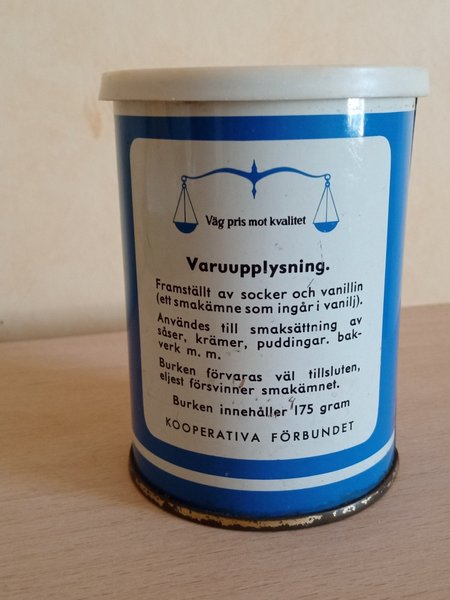 Väg pris mot kvalitet
Varuupplysning.
Framställt av socker och vanillin
(ett smakämne som ingår i vanilj).
Användes till smaksättning av
såser, krämer, puddingar. bak-
verk m. m.
Burken förvaras väl tillsluten,
eljest försvinner smakämnet.
Burken innehåller 175 gram
KOOPERATIVA FÖRBUNDET